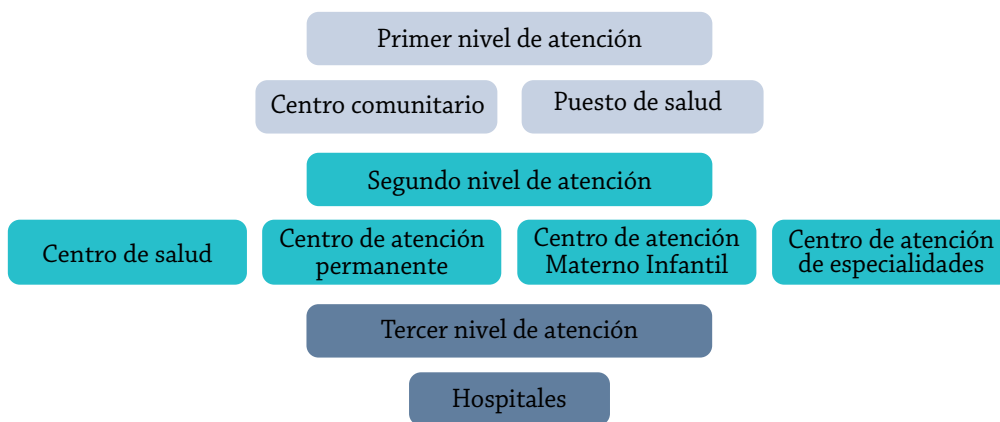 Primer nivel de atención
Centro comunitario
Puesto de salud
Segundo nivel de atención
Centro de salud
Centro de atención
permanente
Centro de atención
Materno Infantil
Centro de atención
de especialidades
Tercer nivel de atención
Hospitales